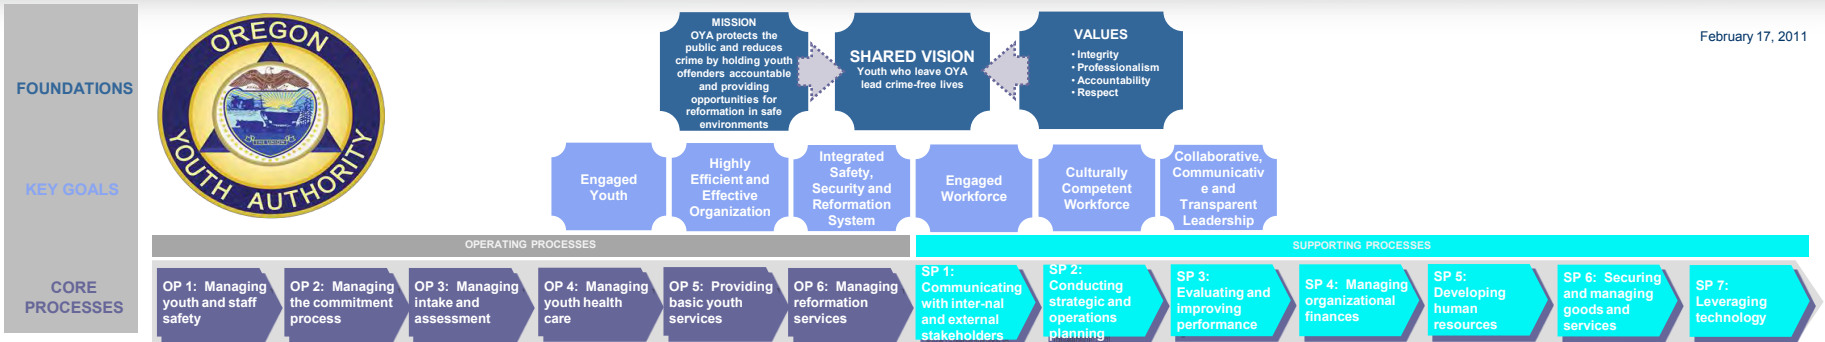 FOUNDATIONS
KEY GOALS
CORE
PROCESSES
OREGON
YOUTH AUTHORITY
THE UNION
MISSION
OYA protects the
public and reduces
crime by holding youth
offenders accountable
and providing
opportunities for
reformation in safe
environments
SHARED VISION
Youth who leave OYA
lead crime-free lives
VALUES
• Integrity
• Professionalism
• Accountability
• Respect
February 17, 2011
Engaged
Youth
Highly
Efficient and
Effective
Organization
Integrated
Safety,
Security and
Reformation
System
Engaged
Workforce
Culturally
Competent
Workforce
Collaborative,
Communicativ
e and
Transparent
Leadership
OPERATING PROCESSES
SUPPORTING PROCESSES
OP 1: Managing
youth and staff
safety
OP 2: Managing
the commitment
process
OP 3: Managing
intake and
assessment
OP 4: Managing
youth health
care
OP 5: Providing
basic youth
services
OP 6: Managing
reformation
services
SP 1:
Communicating
with inter-nal
and external
stakeholders
SP 2:
Conducting
strategic and
operations
planning
SP 3:
Evaluating and
improving
performance
SP 4: Managing
organizational
finances
SP 5:
Developing
human
resources
SP 6: Securing
and managing
goods and
services
SP 7:
Leveraging
technology